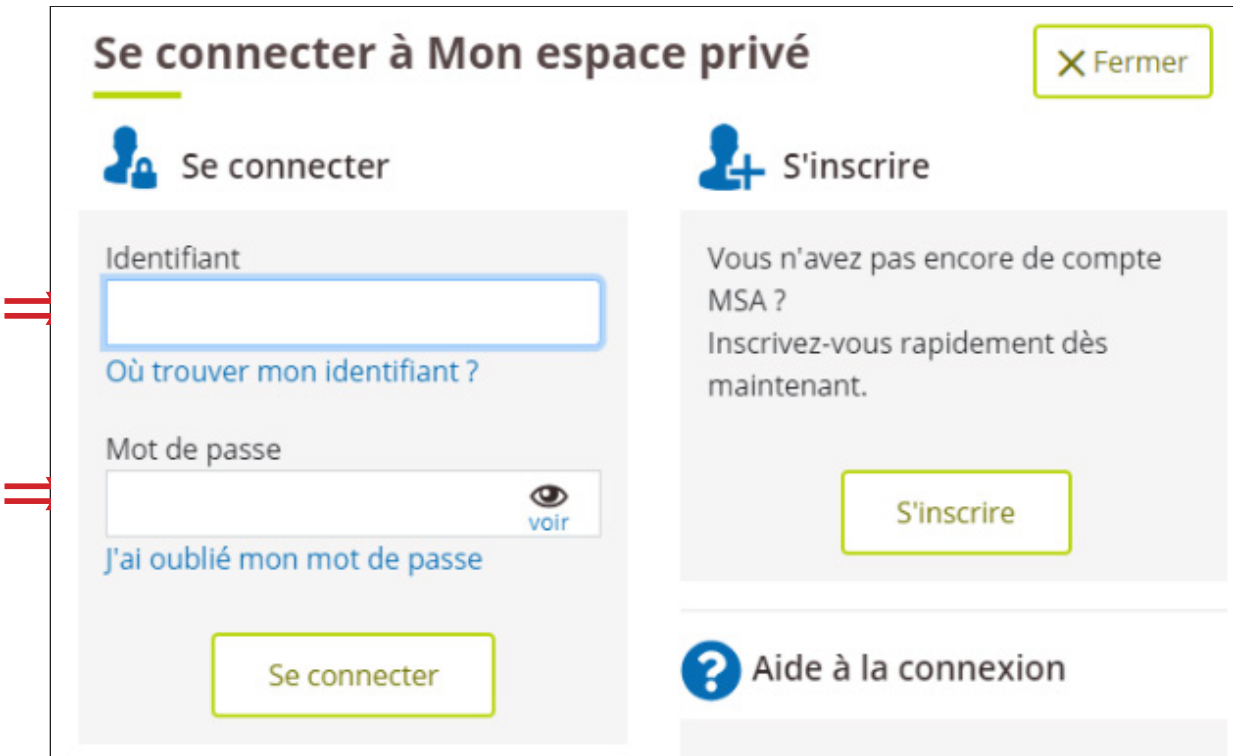 Se connecter à Mon espace privé
Fermer
Se connecter
Identifiant
Où trouver mon identifiant ?
Mot de passe
voir
J'ai oublié mon mot de passe
Se connecter
S'inscrire
Vous n'avez pas encore de compte
MSA ?
Inscrivez-vous rapidement dès
maintenant.
S'inscrire
Aide à la connexion